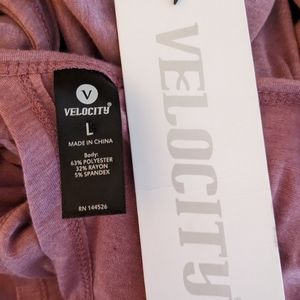 V
VELOCITY®
L
MADE IN CHINA
Body:
63% POLYESTER
32% RAYON
5% SPANDEX
RN 144526
VELOCITY